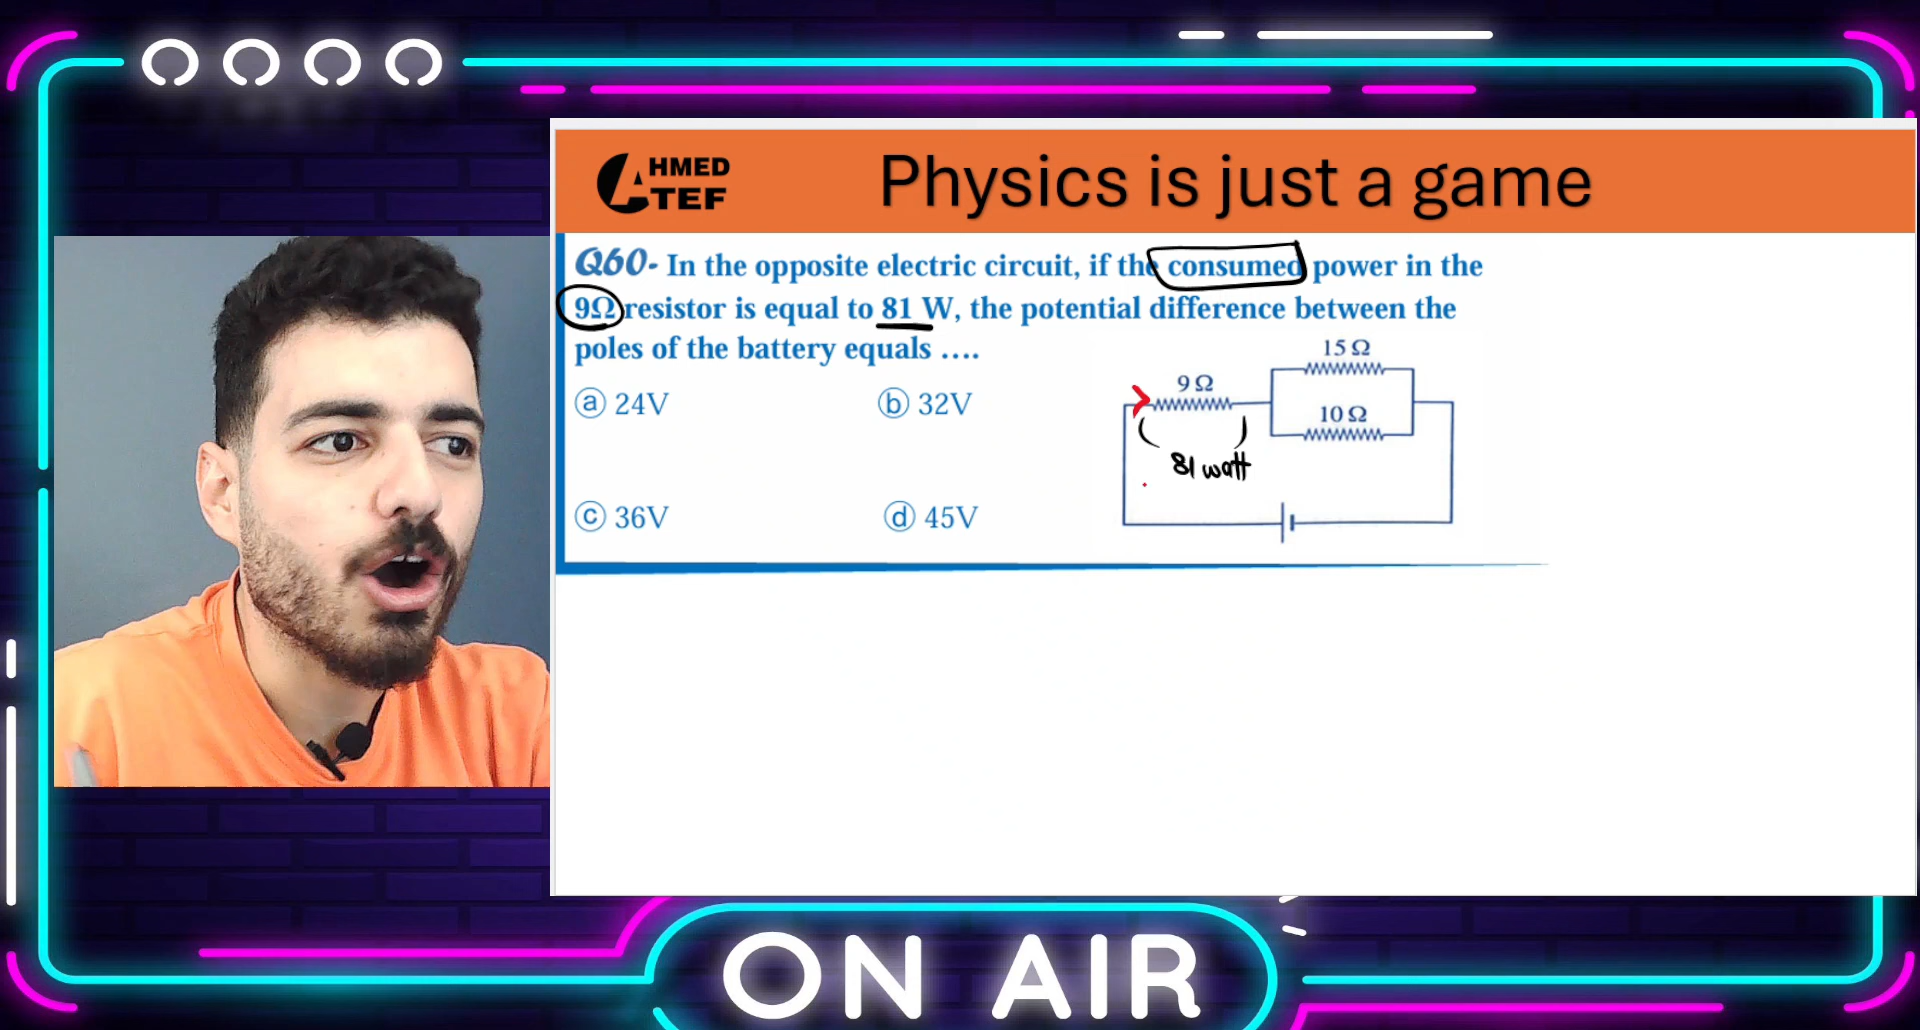 AHMED
ATEF
Physics is just a game
Q60- In the opposite electric circuit, if the consumed power in the
9Ω resistor is equal to 81 W, the potential difference between the
poles of the battery equals ....
ⓐ 24V
ⓑ 32V
ⓒ 36V
ⓓ 45V
15 Ω
9 Ω
10 Ω
81 watt
ON AIR